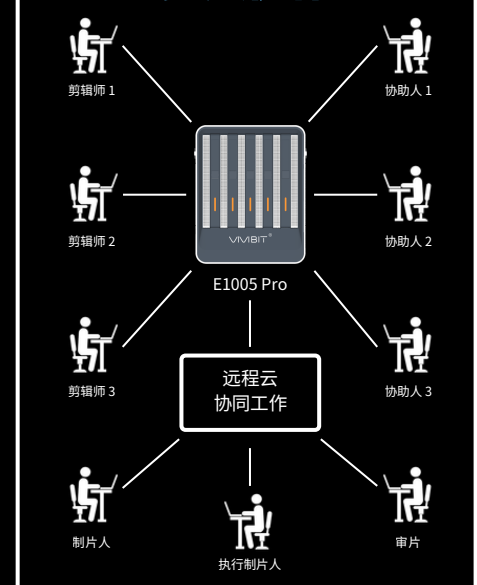 剪辑师 1
协助人 1
VIVIBIT®
剪辑师 2
协助人 2
E1005 Pro
远程云
协同工作
剪辑师 3
协助人 3
制片人
审片
执行制片人